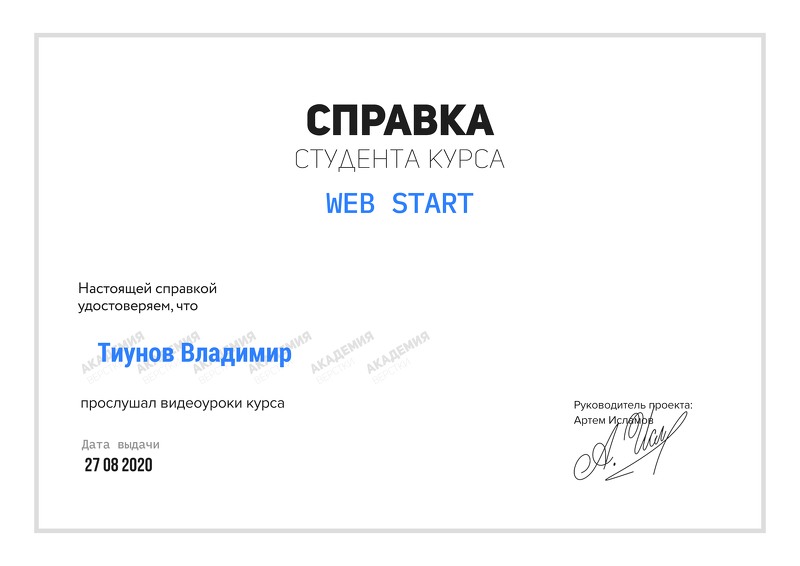 СПРАВКА
СТУДЕНТА КУРСА
WEB START
Настоящей справкой
удостоверяем, что
АКАДЕМИЯ ВЕРСТКИ АКАДЕМИЯ ВЕРСТКИ АКАДЕМИЯ ВЕРСТКИ АКАДЕМИЯ ВЕРСТКИ АКАДЕМИЯ ВЕРСТКИ АКАДЕМИЯ ВЕРСТКИ
Тиунов Владимир
прослушал видеоуроки курса
Руководитель проекта:
Артем Исламов
Дата выдачи
27 08 2020